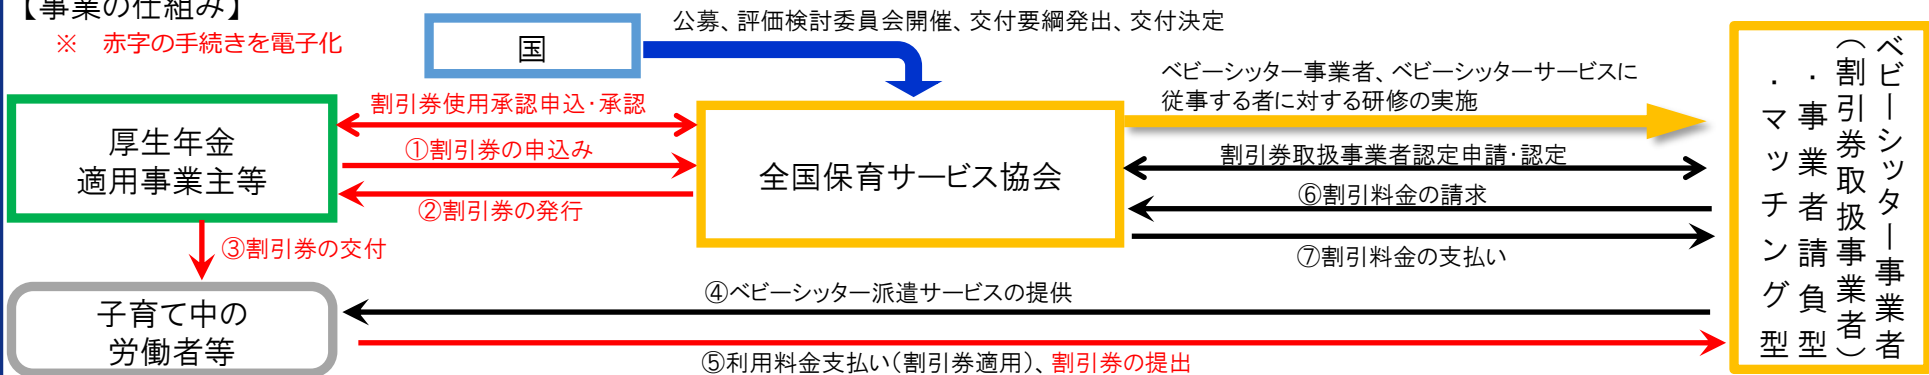 【事業の仕組み】
※　赤字の手続きを電子化
国
公募、評価検討委員会開催、交付要綱発出、交付決定
厚生年金
適用事業主等
割引券使用承認申込・承認
①割引券の申込み
②割引券の発行
③割引券の交付
全国保育サービス協会
ベビーシッター事業者、ベビーシッターサービスに
従事する者に対する研修の実施
割引券取扱事業者認定申請・認定
⑥割引料金の請求
⑦割引料金の支払い
ベビーシッター事業者
（割引券取扱事業者）
・事業者請負型
・マッチング型
④ベビーシッター派遣サービスの提供
子育て中の
労働者等
⑤利用料金支払い（割引券適用）、割引券の提出